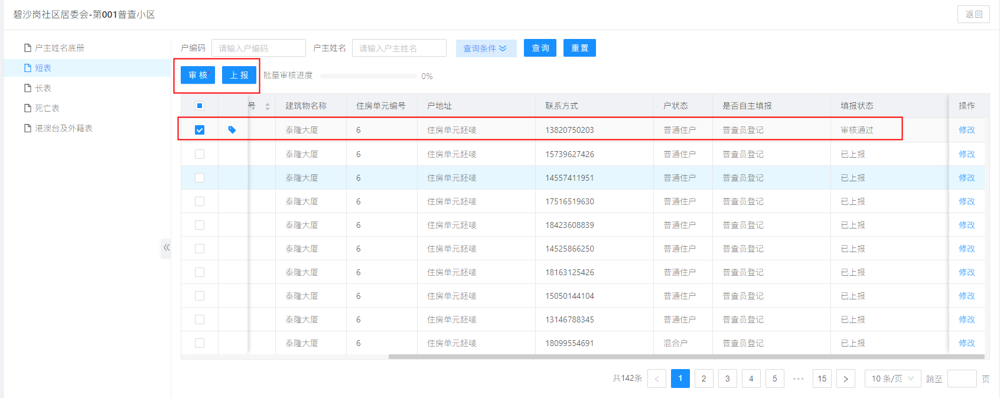 碧沙岗社区居委会-第001普查小区 返回
户主姓名底册
短表
长表
死亡表
港澳台及外籍表
户编码 请输入户编码 户主姓名 请输入户主姓名 查询条件 查询 重置
审核 上报 批量审核进度 0%
号 建筑物名称 住房单元编号 户地址 联系方式 户状态 是否自主填报 填报状态 操作
泰隆大厦 6 住房单元鉟唛 13820750203 普通住户 普查员登记 审核通过 修改
泰隆大厦 6 住房单元鉟唛 15739627426 普通住户 普查员登记 已上报 修改
泰隆大厦 6 住房单元鉟唛 14557411951 普通住户 普查员登记 已上报 修改
泰隆大厦 6 住房单元鉟唛 17516519630 普通住户 普查员登记 已上报 修改
泰隆大厦 6 住房单元鉟唛 18423608839 普通住户 普查员登记 已上报 修改
泰隆大厦 6 住房单元鉟唛 14525866250 普通住户 普查员登记 已上报 修改
泰隆大厦 6 住房单元鉟唛 18163125426 普通住户 普查员登记 已上报 修改
泰隆大厦 6 住房单元鉟唛 15050144104 普通住户 普查员登记 已上报 修改
泰隆大厦 6 住房单元鉟唛 13146788345 普通住户 普查员登记 已上报 修改
泰隆大厦 6 住房单元鉟唛 18099554691 混合户 普查员登记 已上报 修改
共142条 < 1 2 3 4 5 ••• 15 > 10 条/页 跳至 页